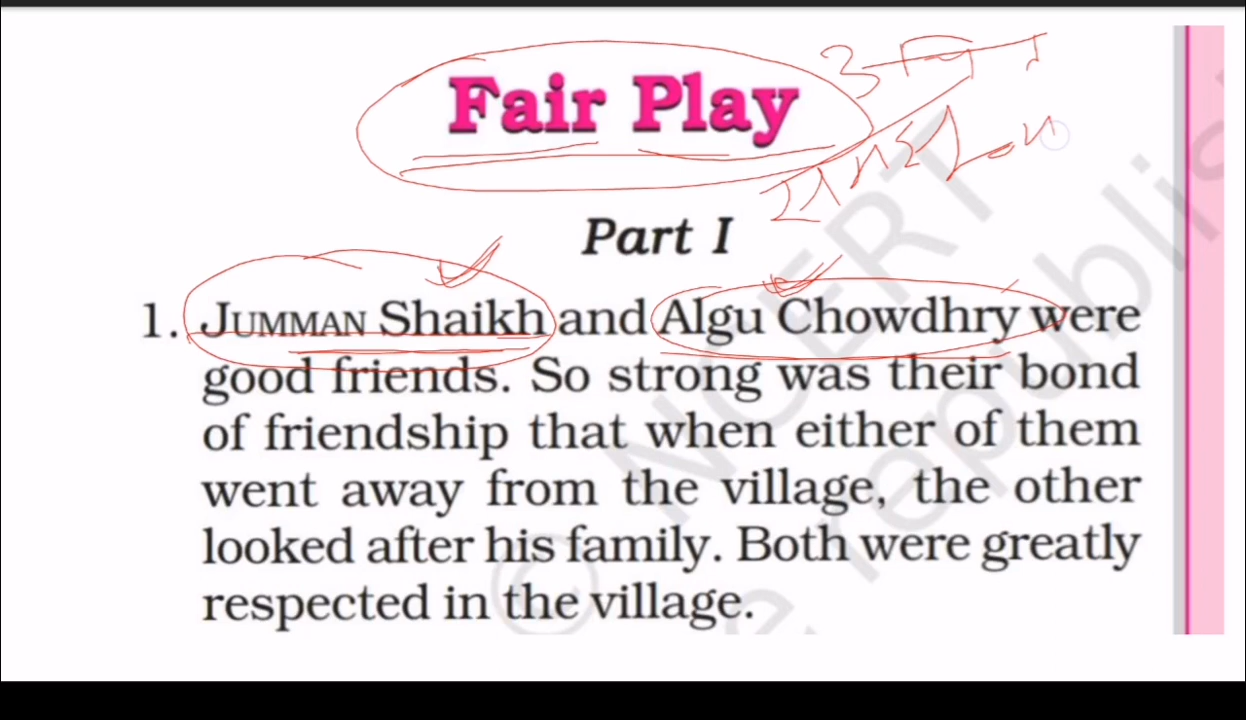 Fair Play
Part I
1. JUMMAN Shaikh and Algu Chowdhry were
good friends. So strong was their bond
of friendship that when either of them
went away from the village, the other
looked after his family. Both were greatly
respected in the village.
© NCERT
e republis